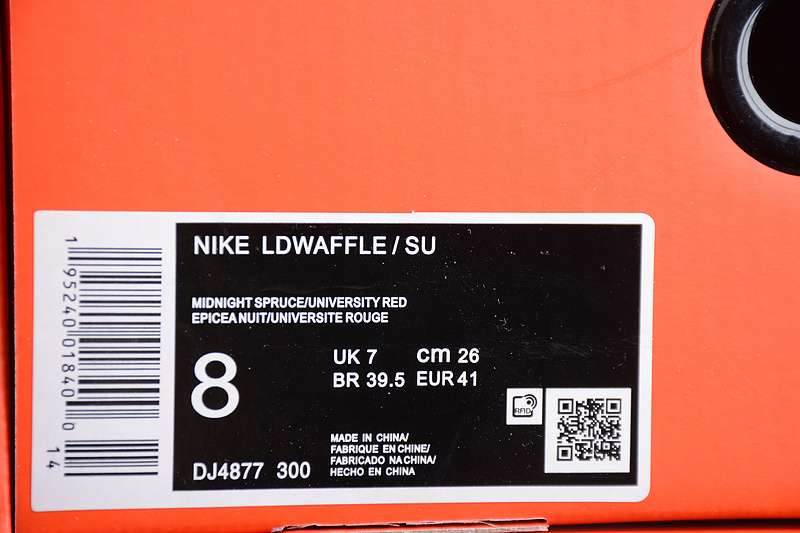 NIKE LDWAFFLE / SU
MIDNIGHT SPRUCE/UNIVERSITY RED
EPICEA NUIT/UNIVERSITE ROUGE
8
UK 7 cm 26
BR 39.5 EUR 41
RFID
MADE IN CHINA/
FABRIQUE EN CHINE/
FABRICADO NA CHINA/
HECHO EN CHINA
DJ4877 300
1 95240 01840 0 14